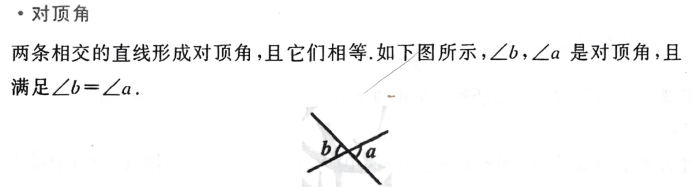 ·对顶角
两条相交的直线形成对顶角,且它们相等.如下图所示,∠b,∠a 是对顶角,且
满足∠b=∠a.
b a